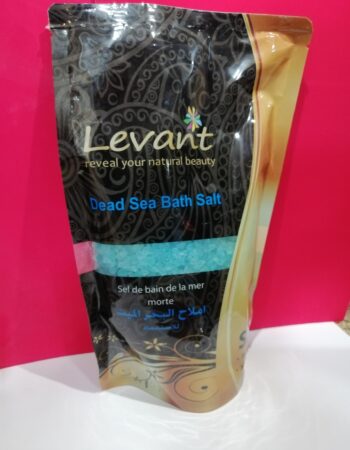 Levant
reveal your natural beauty
Dead Sea Bath Salt
Sel de bain de la mer
morte
املاح البحر الميت
للاستحمام